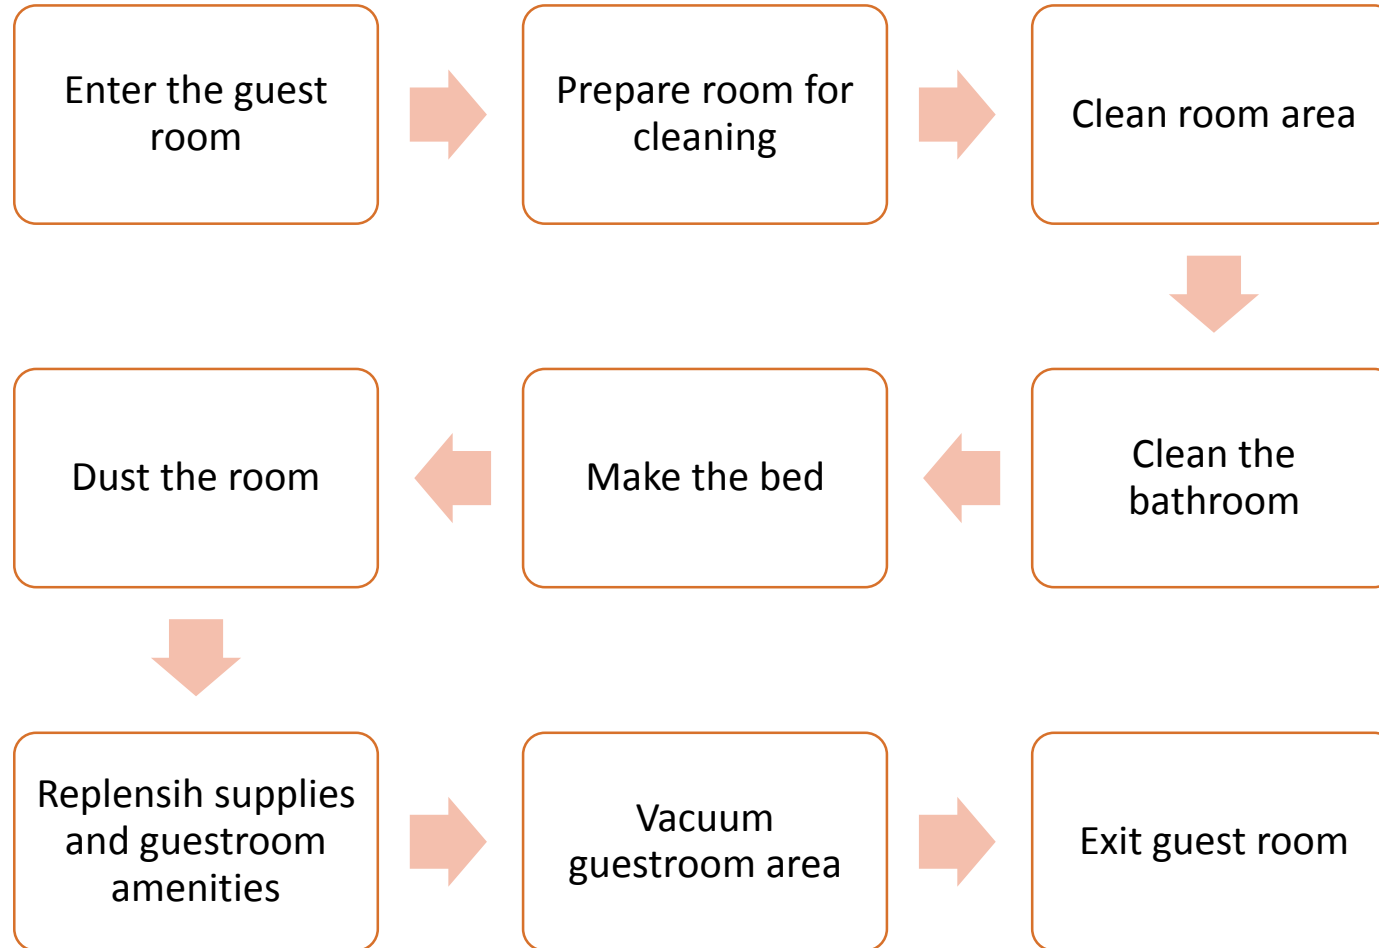 Enter the guest
room
Prepare room for
cleaning
Clean room area
Clean the
bathroom
Make the bed
Dust the room
Replensih supplies
and guestroom
amenities
Vacuum
guestroom area
Exit guest room